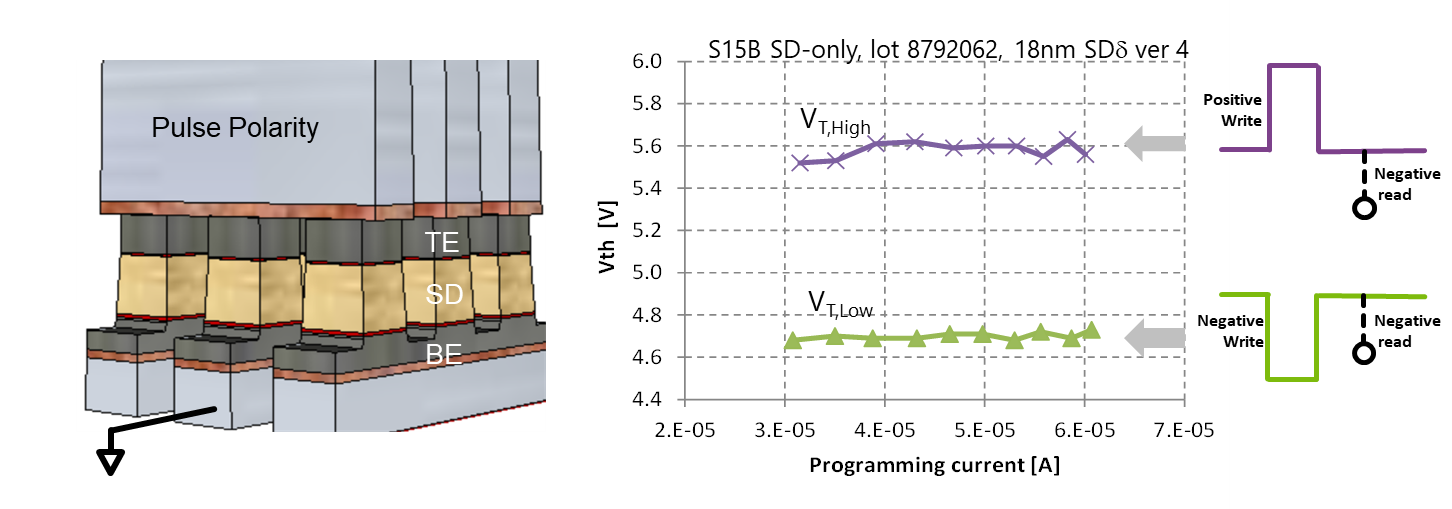 Pulse Polarity
TE
SD
BE
S15B SD-only, lot 8792062, 18nm SDδ ver 4
6.0
5.8
5.6
5.4
5.2
5.0
4.8
4.6
4.4
Vth [V]
V T,High
V T,Low
2.E-05 3.E-05 4.E-05 5.E-05 6.E-05 7.E-05
Programming current [A]
Positive
Write
Negative
read
Negative
Write
Negative
read